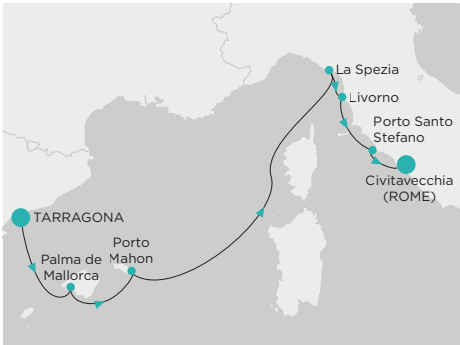 La Spezia
Livorno
Porto Santo
Stefano
Civitavecchia
(ROME)
TARRAGONA
Porto
Mahon
Palma de
Mallorca